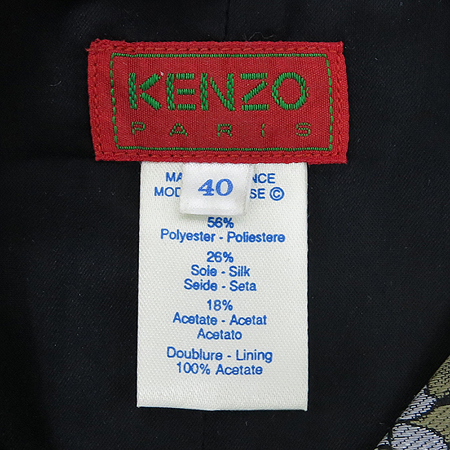 KENZO
PARIS
40
56%
Polyester - Poliestere
26%
Soie - Silk
Seide - Seta
18%
Acetate - Acetat
Acetato
Doublure - Lining
100% Acetate